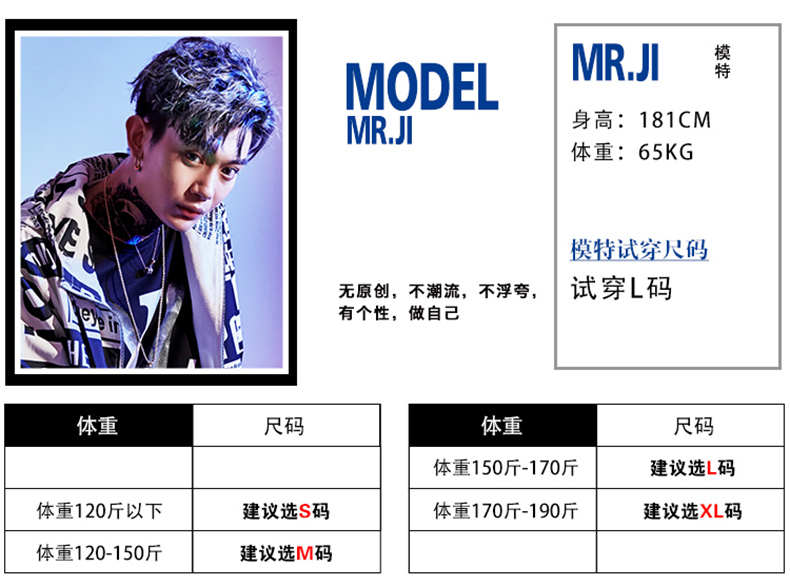 MODEL
MR.JI
无原创，不潮流，不浮夸，
有个性，做自己
MR.JI
模特
身高：181CM
体重：65KG
模特试穿尺码
试穿L码
体重 尺码
体重120斤以下 建议选S码
体重120-150斤 建议选M码
体重 尺码
体重150斤-170斤 建议选L码
体重170斤-190斤 建议选XL码